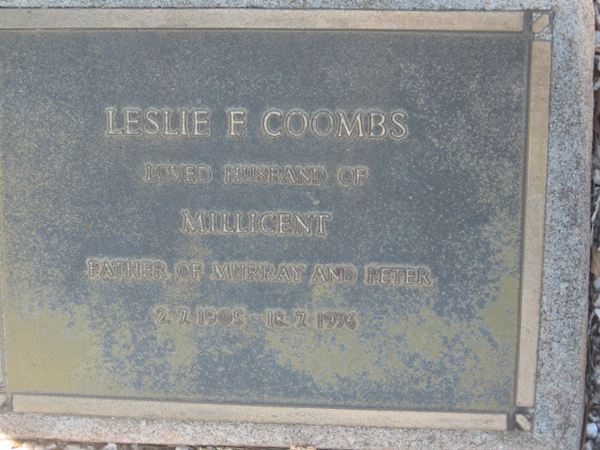 LESLIE F. COOMBS
LOVED HUSBAND OF
MILLICENT
FATHER OF MURRAY AND PETER
2.7.1905 - 18.7.1976